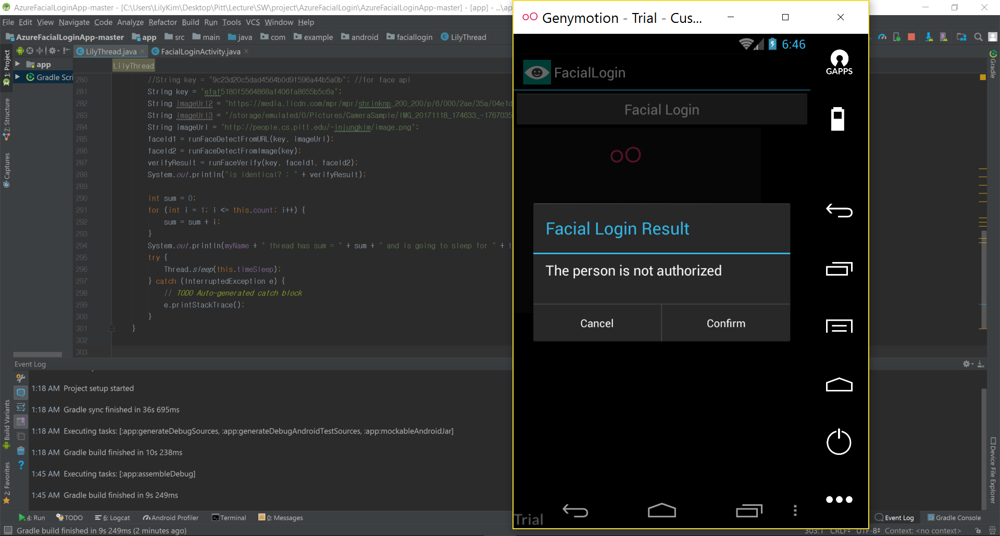 AzureFacialLoginApp-master - [C:\Users\LilyKim\Desktop\Pitt\Lecture\SW\project\AzureFacialLogin\AzureFacialLoginApp-master] - [app] - ...\ap
File Edit View Navigate Code Analyze Refactor Build Run Tools VCS Window Help
AzureFacialLoginApp-master app src main java com example android faciallogin LilyThread
LilyThread.java FacialLoginActivity.java
LilyThread
1: Project
app
Gradle Scri
Z: Structure
Captures
Build Variants
2: Favorites
280 //String key = "9c23d20c5dad4564b0d9f596a44b5a0b"; //for face api
281 String key = "efaf5180f5564868af406fa8655b5c6a";
282 String imageUrl2 = "https://media.licdn.com/mpr/mpr/shrinknp_200_200/p/6/000/2ae/35a/04e1d
283 String imageUrl3 = "/storage/emulated/0/Pictures/CameraSample/IMG_20171118_174633_-1767035
284 String imageUrl = "http://people.cs.pitt.edu/~injungkim/image.png";
285 faceId1 = runFaceDetectFromURL(key, imageUrl);
286 faceId2 = runFaceDetectFromImage(key);
287 verifyResult = runFaceVerify(key, faceId1, faceId2);
288 System.out.println("is identical? : " + verifyResult);
289
290 int sum = 0;
291 for (int i = 1; i <= this.count; i++) {
292 sum = sum + i;
293 }
294 System.out.println(myName + " thread has sum = " + sum + " and is going to sleep for " + t
295 try {
296 Thread.sleep(this.timeSleep);
297 } catch (InterruptedException e) {
298 // TODO Auto-generated catch block
299 e.printStackTrace();
300 }
301 }
302
303
Event Log
1:18 AM Project setup started
1:18 AM Gradle sync finished in 36s 695ms
1:18 AM Executing tasks: [:app:generateDebugSources, :app:generateDebugAndroidTestSources, :app:mockableAndroidJar]
1:18 AM Gradle build finished in 10s 238ms
1:45 AM Executing tasks: [:app:assembleDebug]
1:45 AM Gradle build finished in 9s 249ms
4: Run TODO 6: Logcat Android Profiler Terminal 0: Messages
Gradle build finished in 9s 249ms (2 minutes ago)
Genymotion - Trial - Cus...
6:46
FacialLogin
Facial Login
Facial Login Result
The person is not authorized
Cancel Confirm
Trial
GAPPS
Gradle
Device File Explorer
Event Log Gradle Console
303:1 CRLF UTF-8 Context: <no context>